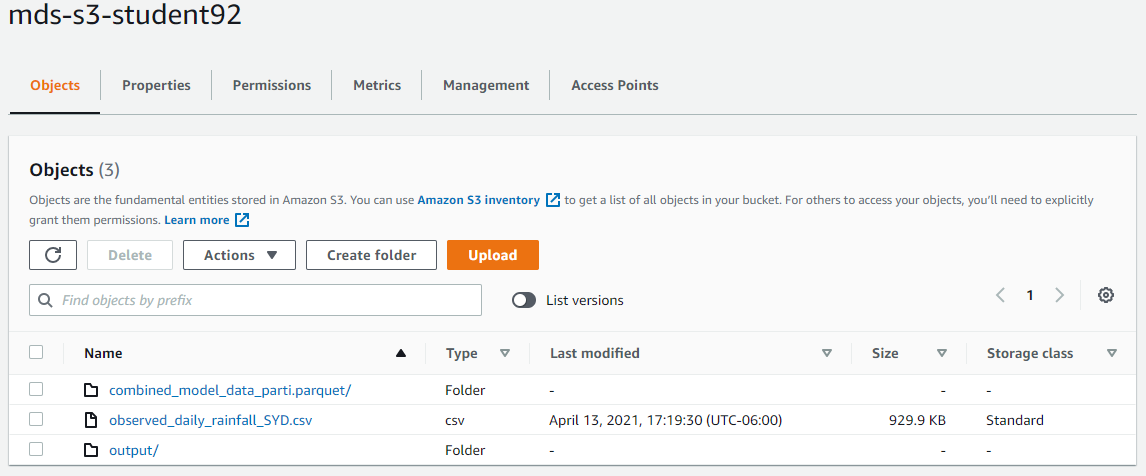 mds-s3-student92
Objects Properties Permissions Metrics Management Access Points
Objects (3)
Objects are the fundamental entities stored in Amazon S3. You can use Amazon S3 inventory to get a list of all objects in your bucket. For others to access your objects, you'll need to explicitly
grant them permissions. Learn more
Delete Actions Create folder Upload
Find objects by prefix List versions 1
Name Type Last modified Size Storage class
combined_model_data_parti.parquet/ Folder - - -
observed_daily_rainfall_SYD.csv csv April 13, 2021, 17:19:30 (UTC-06:00) 929.9 KB Standard
output/ Folder - - -